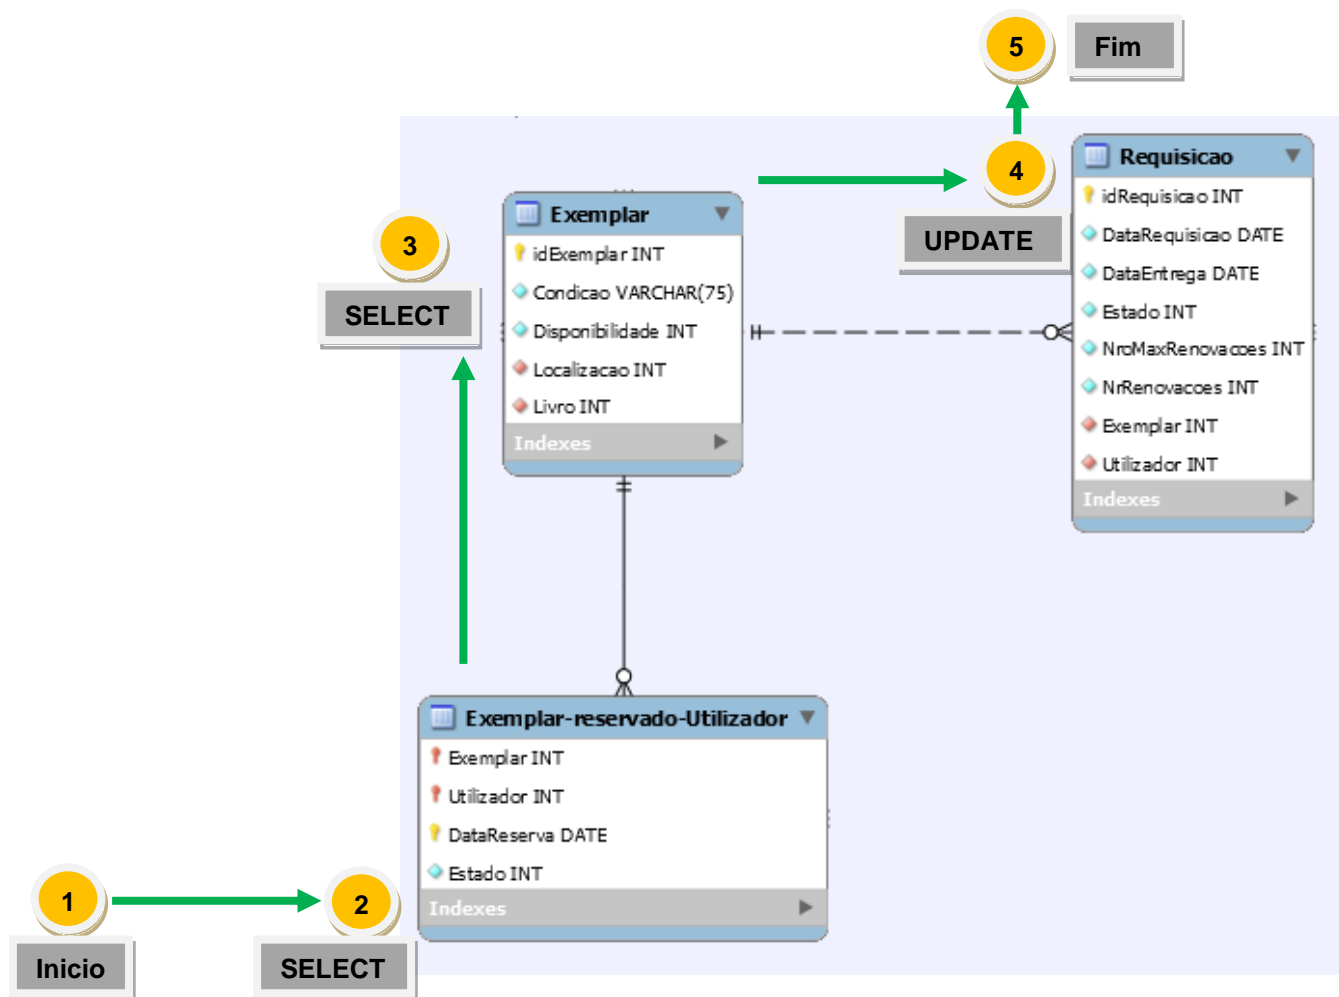 5
Fim
4
UPDATE
Requisicao
idRequisicao INT
DataRequisicao DATE
DataEntrega DATE
Estado INT
NroMaxRenovacoes INT
NrRenovacoes INT
Exemplar INT
Utilizador INT
Indexes
3
SELECT
Exemplar
idExemplar INT
Condicao VARCHAR(75)
Disponibilidade INT
Localizacao INT
Livro INT
Indexes
Exemplar-reservado-Utilizador
Exemplar INT
Utilizador INT
DataReserva DATE
Estado INT
Indexes
1
Inicio
2
SELECT